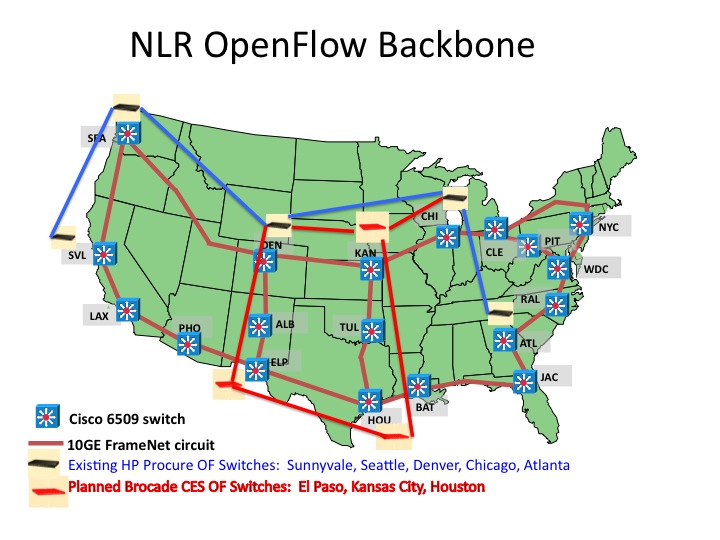 NLR OpenFlow Backbone
SEA
SVL
LAX
PHO
DEN
ALB
ELP
KAN
TUL
HOU
BAT
CHI
CLE
PIT
NYC
WDC
RAL
ATL
JAC
Cisco 6509 switch
10GE FrameNet circuit
Existing HP Procure OF Switches: Sunnyvale, Seattle, Denver, Chicago, Atlanta
Planned Brocade CES OF Switches: El Paso, Kansas City, Houston